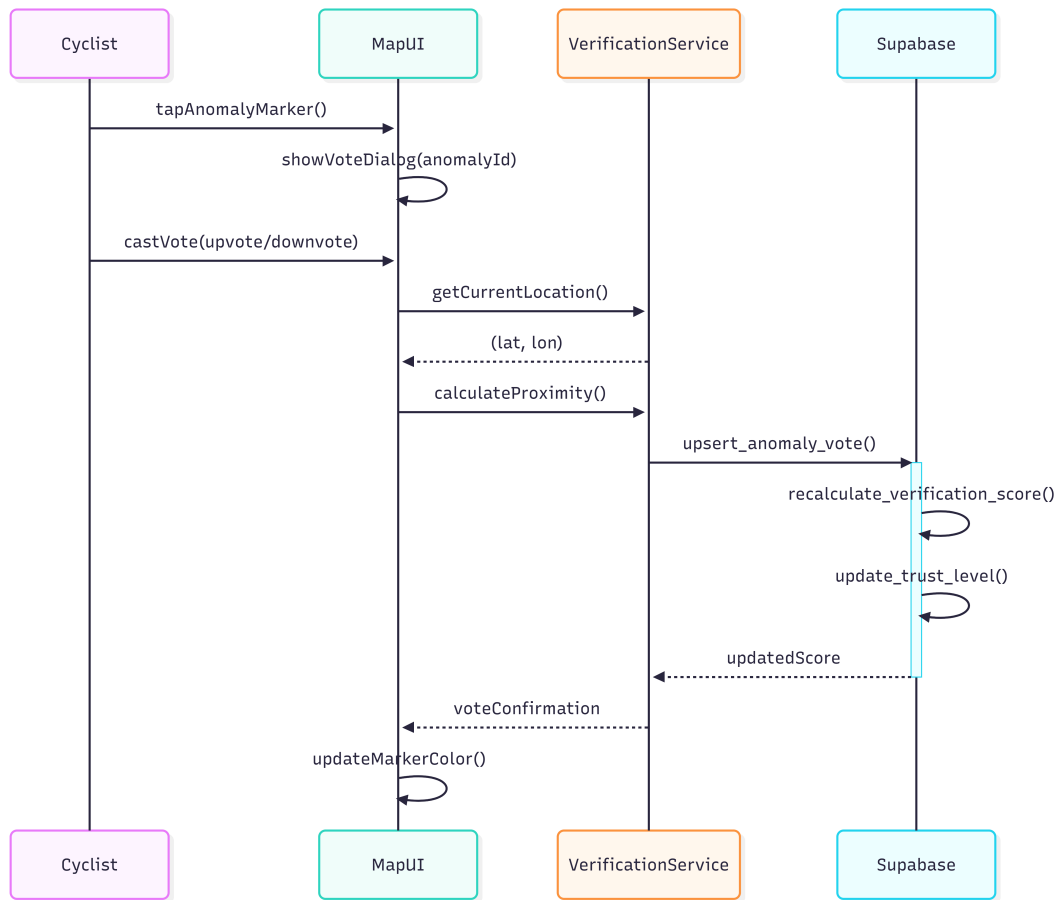 Cyclist
MapUI
VerificationService
Supabase
tapAnomalyMarker()
showVoteDialog(anomalyId)
castVote(upvote/downvote)
getCurrentLocation()
(lat, lon)
calculateProximity()
upsert_anomaly_vote()
recalculate_verification_score()
update_trust_level()
updatedScore
voteConfirmation
updateMarkerColor()
Cyclist
MapUI
VerificationService
Supabase